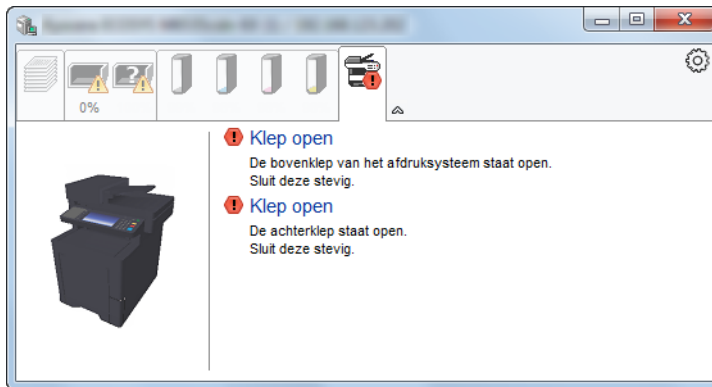 0%
Klep open
De bovenklep van het afdruksysteem staat open.
Sluit deze stevig.
Klep open
De achterklep staat open.
Sluit deze stevig.